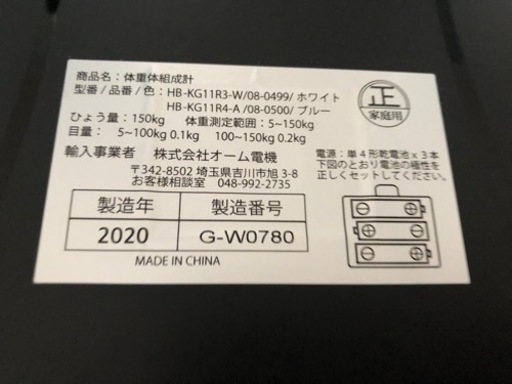 商品名：体重体組成計
型番 / 品番 / 色：HB-KG11R3-W/08-0499/ ホワイト
HB-KG11R4-A /08-0500/ ブルー
ひょう量：150kg 体重測定範囲：5~150kg
目量： 5~100kg 0.1kg 100~150kg 0.2kg
正
家庭用
輸入事業者 株式会社オーム電機
〒342-8502 埼玉県吉川市旭 3-8
お客様相談室 048-992-2735
電源：単４形乾電池 x 3本
下図のとおり電池の極性を
正しくセットしてください。
製造年 製造番号
2020 G-W0780
MADE IN CHINA